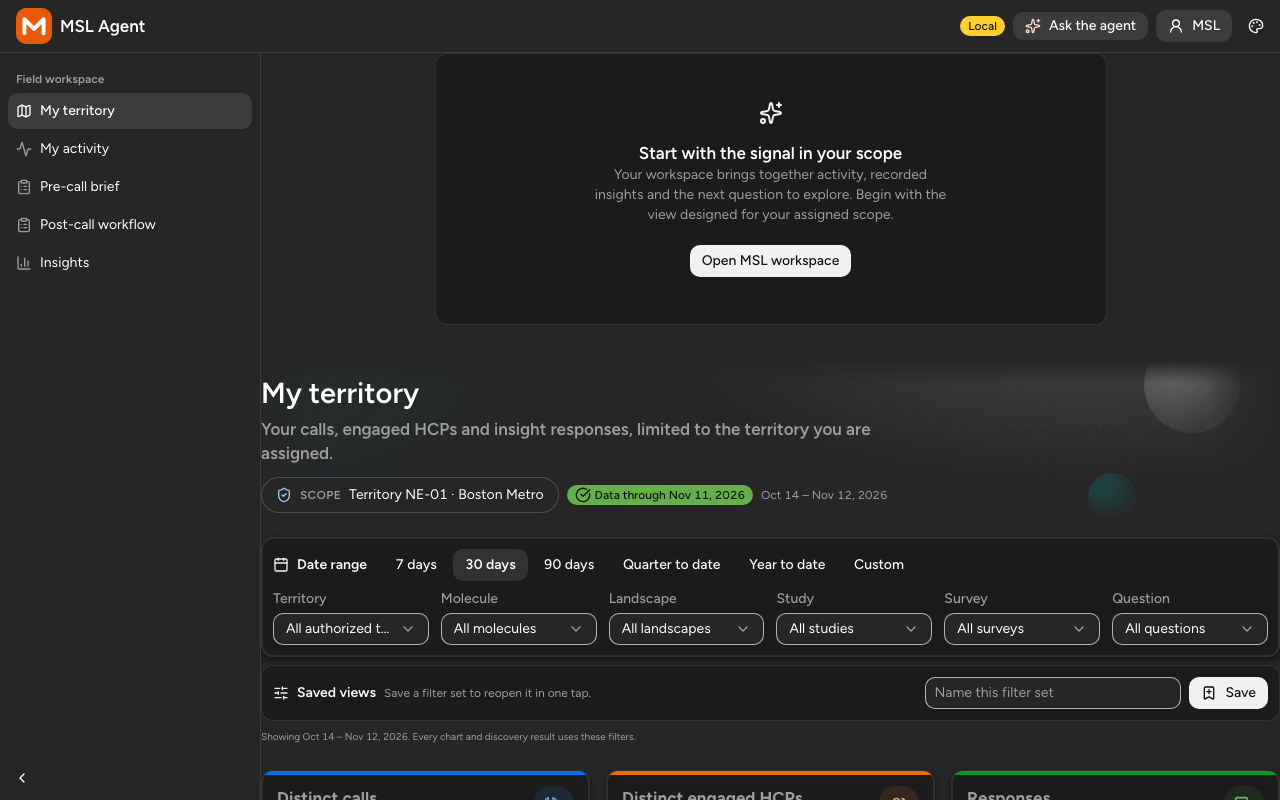 MSL Agent
Local
Ask the agent
MSL
Field workspace
My territory
My activity
Pre-call brief
Post-call workflow
Insights
Start with the signal in your scope
Your workspace brings together activity, recorded
insights and the next question to explore. Begin with the
view designed for your assigned scope.
Open MSL workspace
My territory
Your calls, engaged HCPs and insight responses, limited to the territory you are
assigned.
SCOPE Territory NE-01 · Boston Metro
Data through Nov 11, 2026
Oct 14 – Nov 12, 2026
Date range
7 days
30 days
90 days
Quarter to date
Year to date
Custom
Territory
Molecule
Landscape
Study
Survey
Question
All authorized t...
All molecules
All landscapes
All studies
All surveys
All questions
Saved views
Save a filter set to reopen it in one tap.
Name this filter set
Save
Showing Oct 14 – Nov 12, 2026. Every chart and discovery result uses these filters.
Distinct calls
Distinct engaged HCPs
Responses